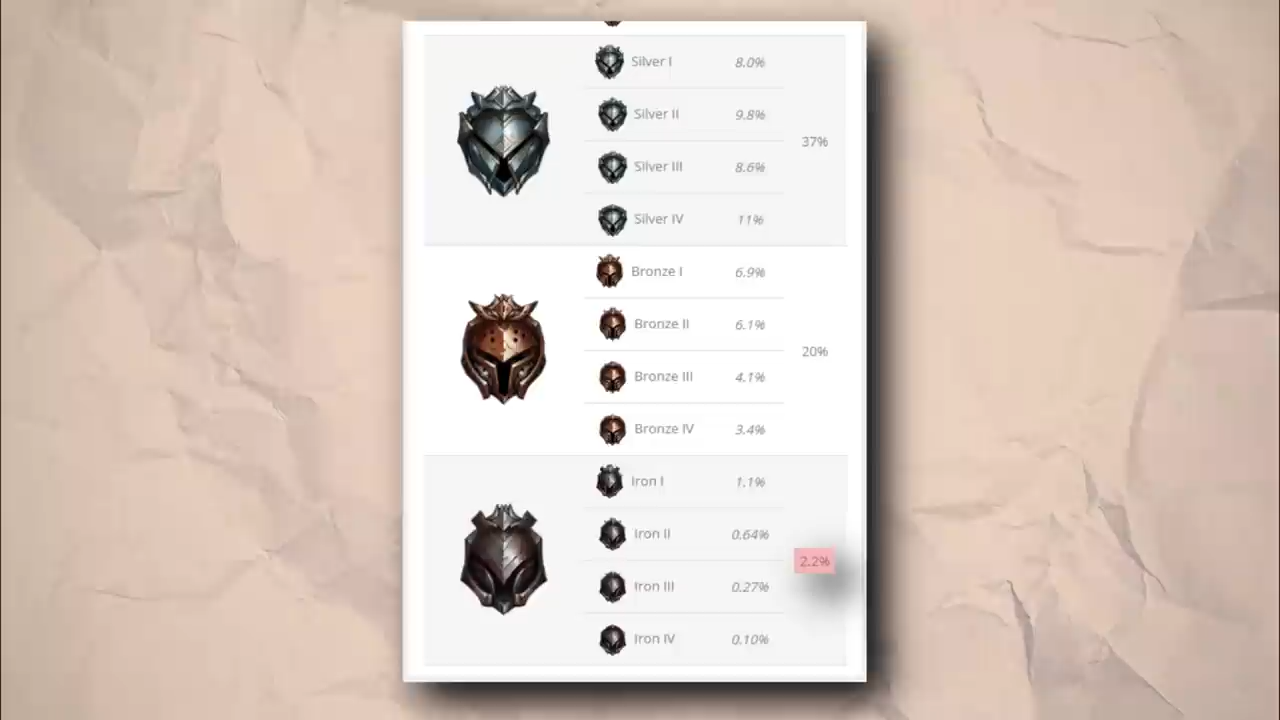 Silver I 8.0%
Silver II 9.8%
37%
Silver III 8.6%
Silver IV 11%
Bronze I 6.9%
Bronze II 6.1%
20%
Bronze III 4.1%
Bronze IV 3.4%
Iron I 1.1%
Iron II 0.64%
2.2%
Iron III 0.27%
Iron IV 0.10%